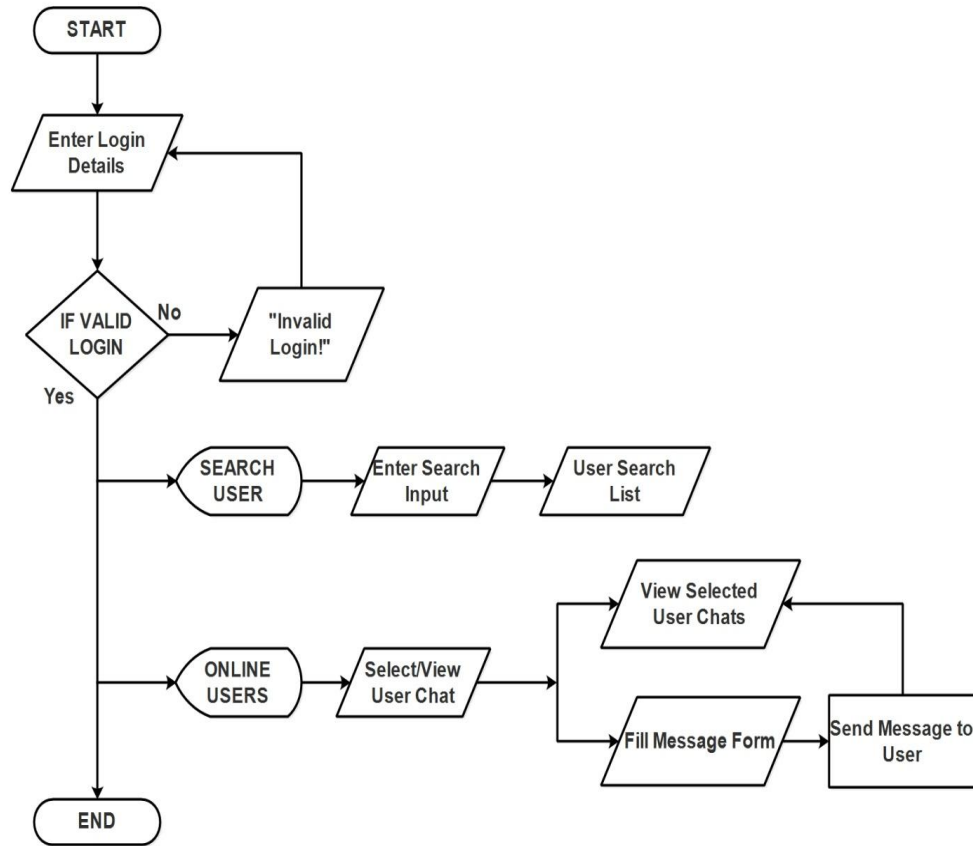 START
Enter Login
Details
IF VALID
LOGIN
No
"Invalid
Login!"
Yes
SEARCH
USER
Enter Search
Input
User Search
List
View Selected
User Chats
ONLINE
USERS
Select/View
User Chat
Fill Message Form
Send Message to
User
END